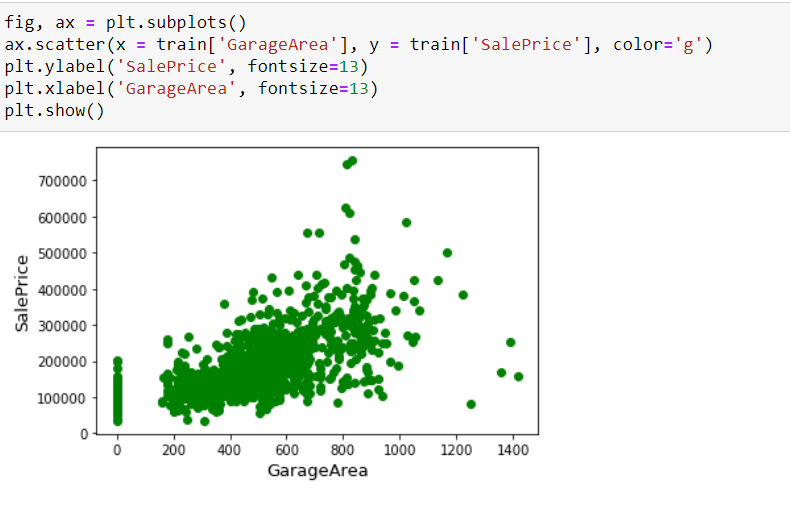 fig, ax = plt.subplots()
ax.scatter(x = train['GarageArea'], y = train['SalePrice'], color='g')
plt.ylabel('SalePrice', fontsize=13)
plt.xlabel('GarageArea', fontsize=13)
plt.show()
700000
600000
500000
400000
300000
200000
100000
0
SalePrice
0 200 400 600 800 1000 1200 1400
GarageArea